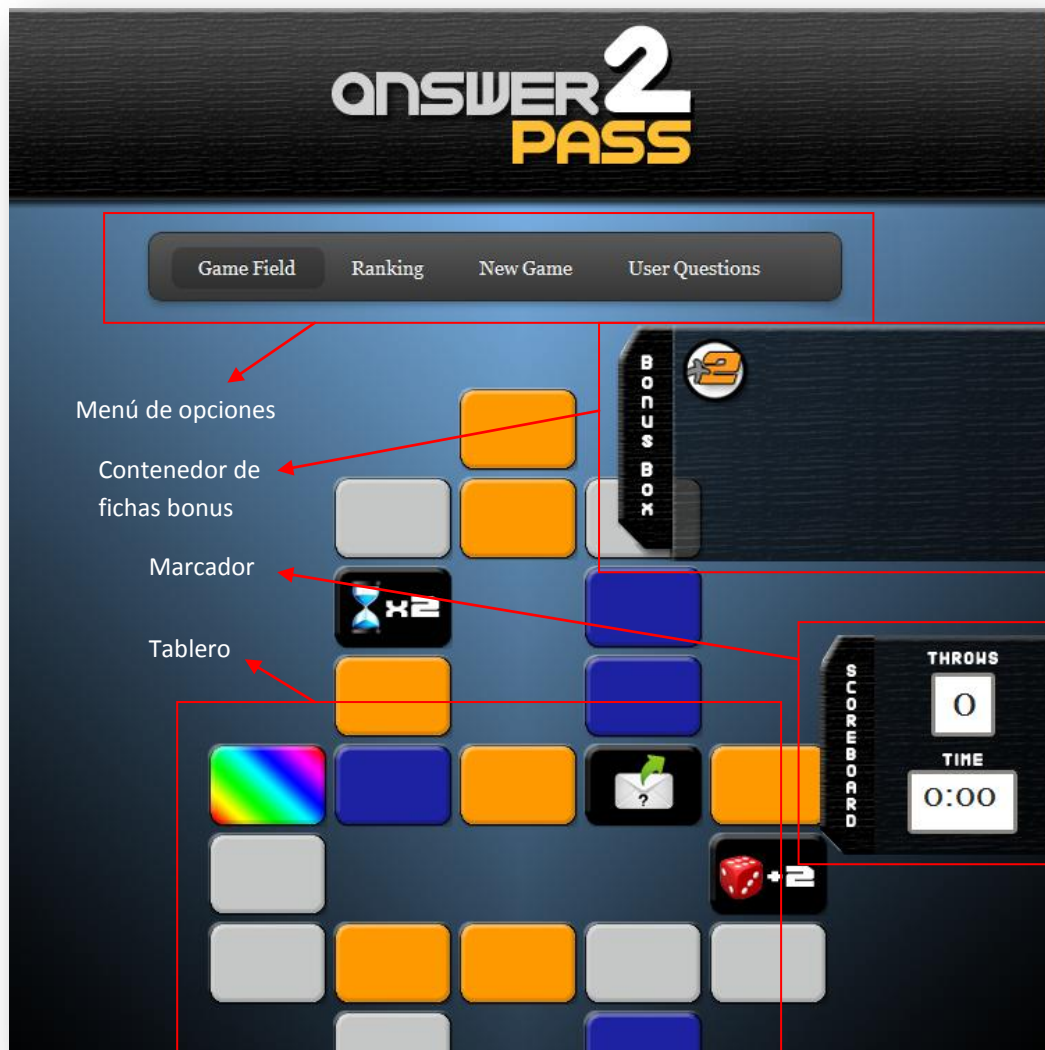 answer2
PASS
Game Field Ranking New Game User Questions
Menú de opciones
Bonus Box
+2
Contenedor de
fichas bonus
Marcador
x2
Tablero
SCOREBOARD
THROWS
0
TIME
0:00
?
+2